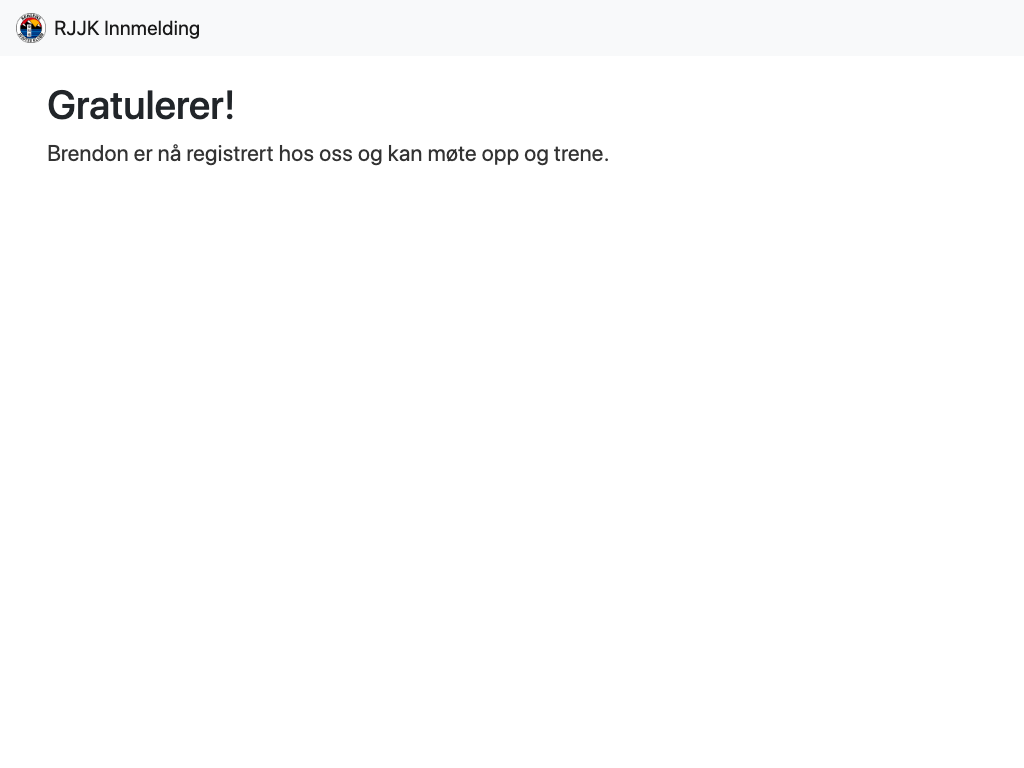 RJJK Innmelding
Gratulerer!
Brendon er nå registrert hos oss og kan møte opp og trene.